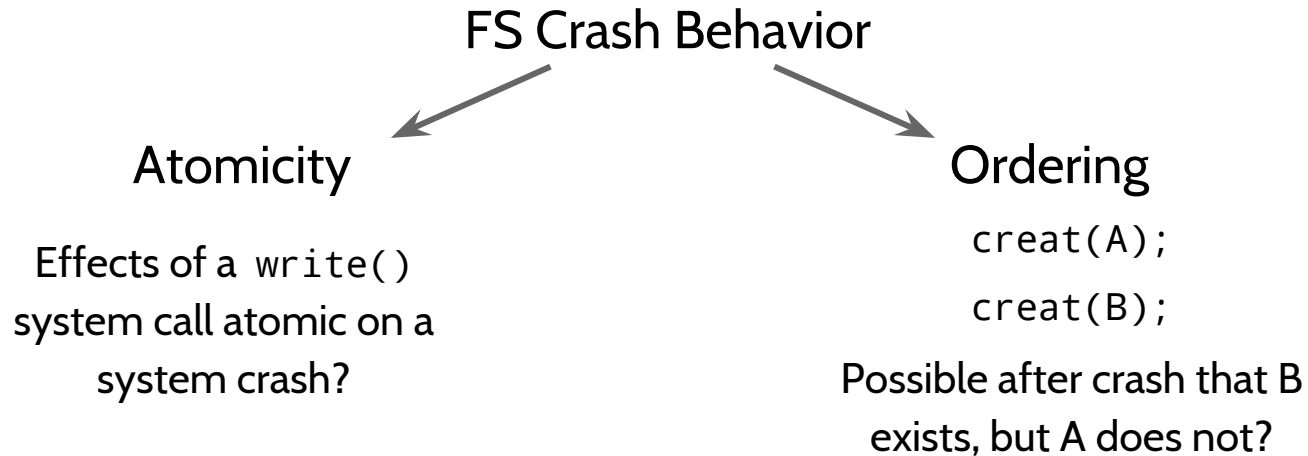 FS Crash Behavior
Atomicity
Effects of a write()
system call atomic on a
system crash?
Ordering
creat(A);
creat(B);
Possible after crash that B
exists, but A does not?